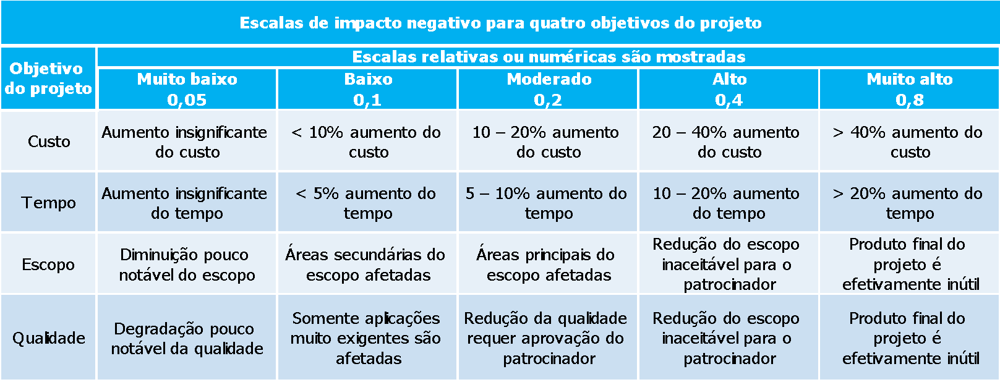 Escalas de impacto negativo para quatro objetivos do projeto
Objetivo
do projeto
Escalas relativas ou numéricas são mostradas
Muito baixo
0,05
Baixo
0,1
Moderado
0,2
Alto
0,4
Muito alto
0,8
Custo
Aumento insignificante
do custo
< 10% aumento do
custo
10 – 20% aumento
do custo
20 – 40% aumento
do custo
> 40% aumento do
custo
Tempo
Aumento insignificante
do tempo
< 5% aumento do
tempo
5 – 10% aumento do
tempo
10 – 20% aumento
do tempo
> 20% aumento do
tempo
Escopo
Diminuição pouco
notável do escopo
Áreas secundárias do
escopo afetadas
Áreas principais do
escopo afetadas
Redução do escopo
inaceitável para o
patrocinador
Produto final do
projeto é
efetivamente inútil
Qualidade
Degradação pouco
notável da qualidade
Somente aplicações
muito exigentes são
afetadas
Redução da qualidade
requer aprovação do
patrocinador
Redução do escopo
inaceitável para o
patrocinador
Produto final do
projeto é
efetivamente inútil